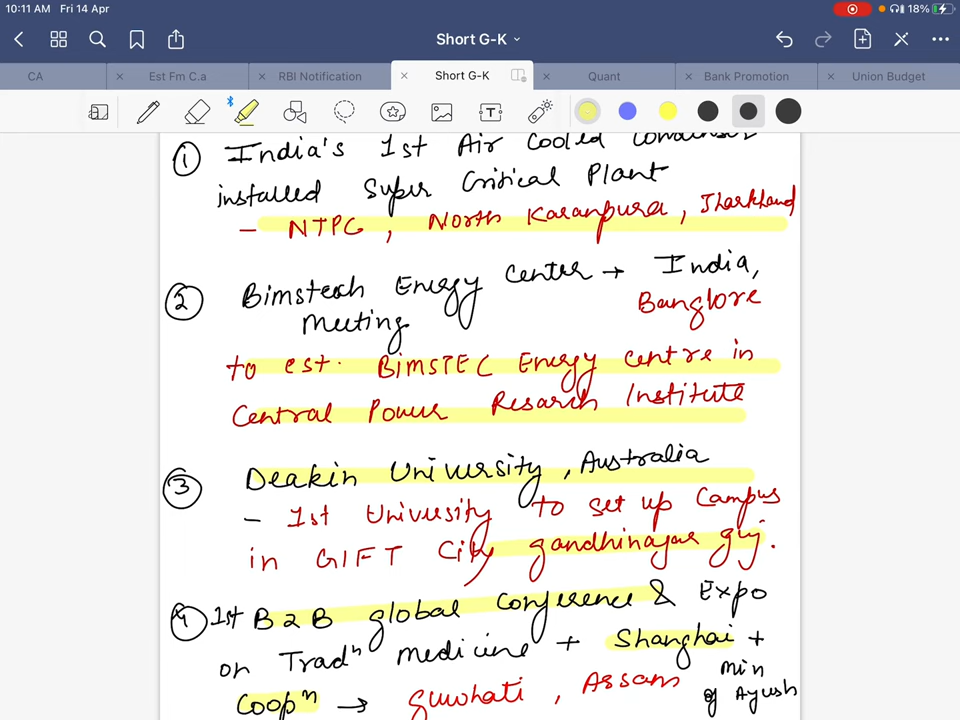 10:11 AM Fri 14 Apr
18%
Short G-K
CA
Est Fm C.a
RBI Notification
Short G-K
Quant
Bank Promotion
Union Budget
① India's 1st Air Cooled Condenser
installed Super Critical Plant
- NTPC, North Karanpura, Jharkhand
② Bimstech Energy Center → India,
Meeting Banglore
to est. BIMSTEC Energy centre in
Central Power Resarch Institute
③ Deakin University, Australia
- 1st University to set up Campus
in GIFT City gandhinagar guj.
④ 1st B2B global Conference & Expo
on Tradⁿ medicine + Shanghai +
Coopⁿ → guwhati, Assam min
of Ayush